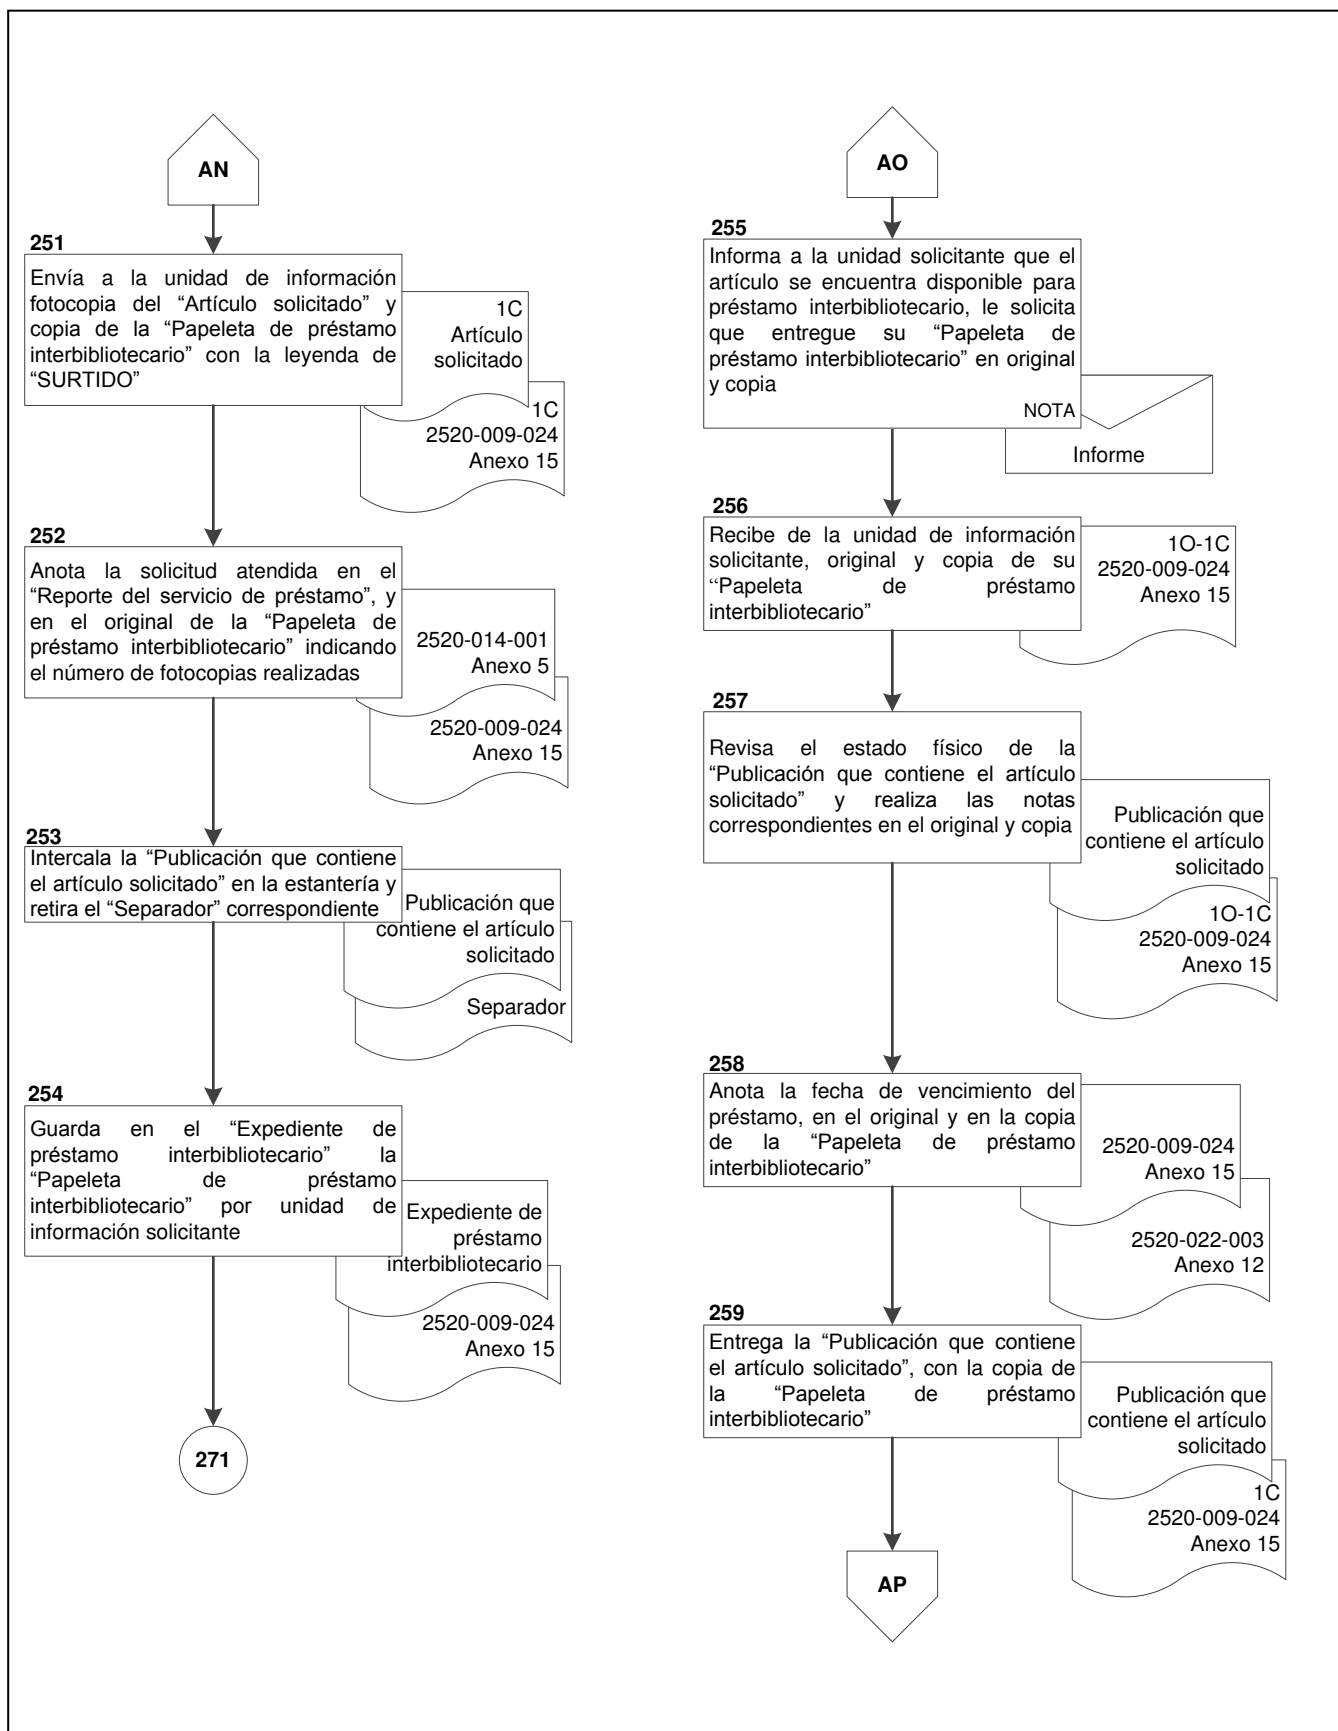 AN
251
Envía a la unidad de información
fotocopia del “Artículo solicitado” y
copia de la “Papeleta de préstamo
interbibliotecario” con la leyenda de
“SURTIDO”
1C
Artículo
solicitado
1C
2520-009-024
Anexo 15
252
Anota la solicitud atendida en el
“Reporte del servicio de préstamo”, y
en el original de la “Papeleta de
préstamo interbibliotecario” indicando
el número de fotocopias realizadas
2520-014-001
Anexo 5
2520-009-024
Anexo 15
253
Intercala la “Publicación que contiene
el artículo solicitado” en la estantería y
retira el “Separador” correspondiente
Publicación que
contiene el artículo
solicitado
Separador
254
Guarda en el “Expediente de
préstamo interbibliotecario” la
“Papeleta de préstamo
interbibliotecario” por unidad de
información solicitante
Expediente de
préstamo
interbibliotecario
2520-009-024
Anexo 15
271
AO
255
Informa a la unidad solicitante que el
artículo se encuentra disponible para
préstamo interbibliotecario, le solicita
que entregue su “Papeleta de
préstamo interbibliotecario” en original
y copia
NOTA
Informe
256
Recibe de la unidad de información
solicitante, original y copia de su
“Papeleta de préstamo
interbibliotecario”
1O-1C
2520-009-024
Anexo 15
257
Revisa el estado físico de la
“Publicación que contiene el artículo
solicitado” y realiza las notas
correspondientes en el original y copia
Publicación que
contiene el artículo
solicitado
1O-1C
2520-009-024
Anexo 15
258
Anota la fecha de vencimiento del
préstamo, en el original y en la copia
de la “Papeleta de préstamo
interbibliotecario”
2520-009-024
Anexo 15
2520-022-003
Anexo 12
259
Entrega la “Publicación que contiene
el artículo solicitado”, con la copia de
la “Papeleta de préstamo
interbibliotecario”
Publicación que
contiene el artículo
solicitado
1C
2520-009-024
Anexo 15
AP